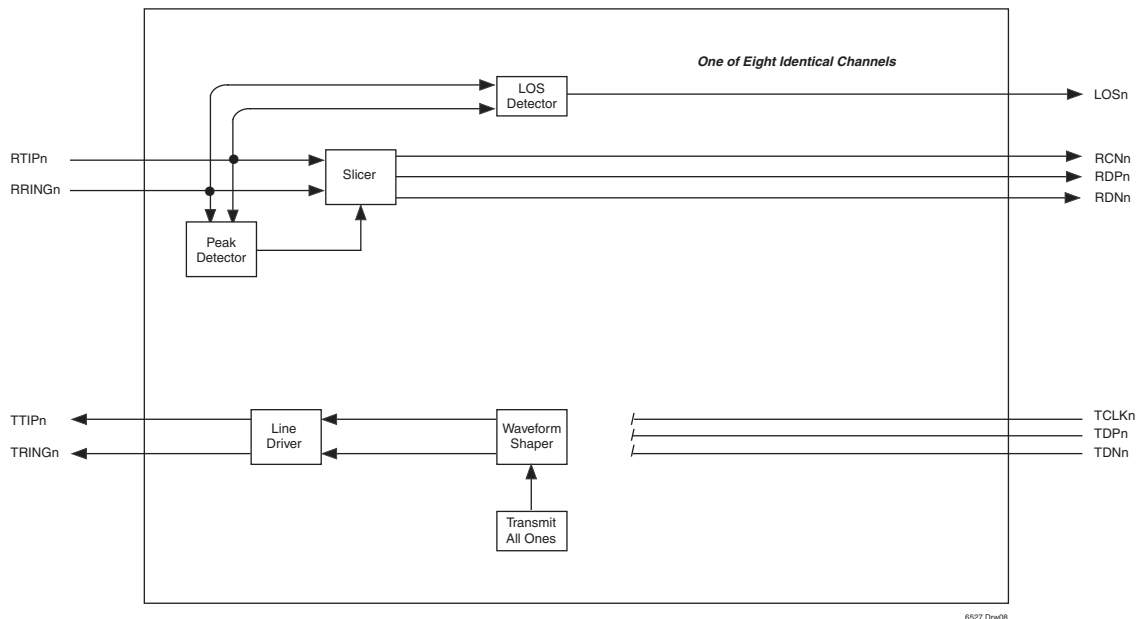 One of Eight Identical Channels
LOS
Detector
LOSn
RTIPn
RRINGn
Slicer
RCNn
RDPn
RDNn
Peak
Detector
TTIPn
TRINGn
Line
Driver
Waveform
Shaper
TCLKn
TDPn
TDNn
Transmit
All Ones
6527 Drw08